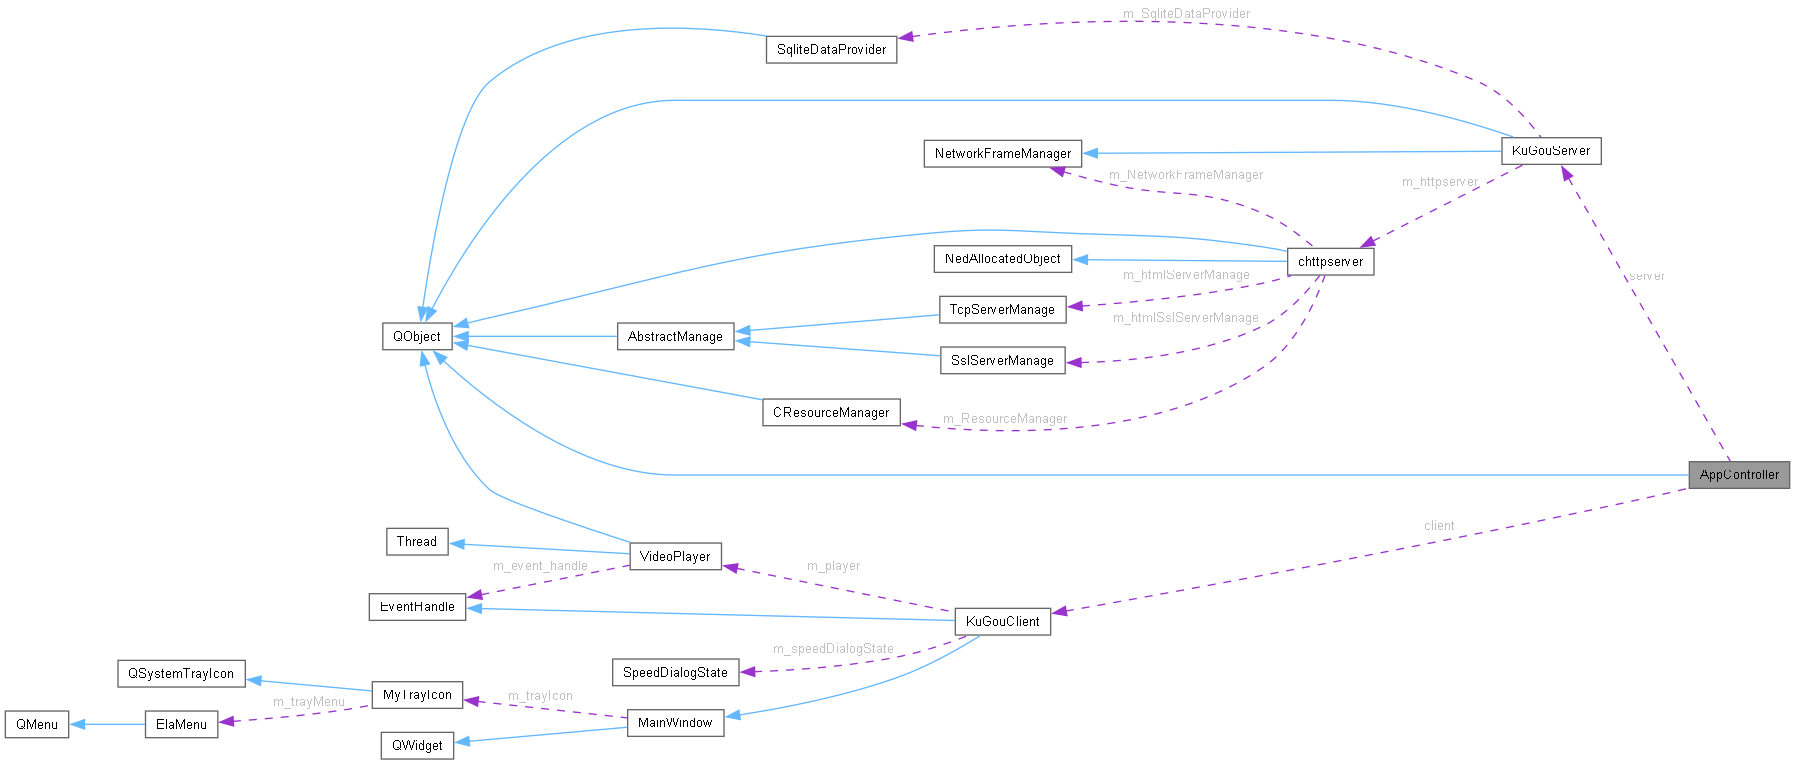 m_SqliteDataProvider
SqliteDataProvider
KuGouServer
NetworkFrameManager
m_NetworkFrameManager
m_httpserver
NedAllocatedObject
chttpserver
m_htmlServerManage
server
TcpServerManage
m_htmlSslServerManage
QObject
AbstractManage
SslServerManage
CResourceManager
m_ResourceManager
AppController
client
Thread
VideoPlayer
m_event_handle
m_player
EventHandle
KuGouClient
m_speedDialogState
QSystemTrayIcon
SpeedDialogState
MyTrayIcon
m_trayIcon
m_trayMenu
QMenu
ElaMenu
MainWindow
QWidget